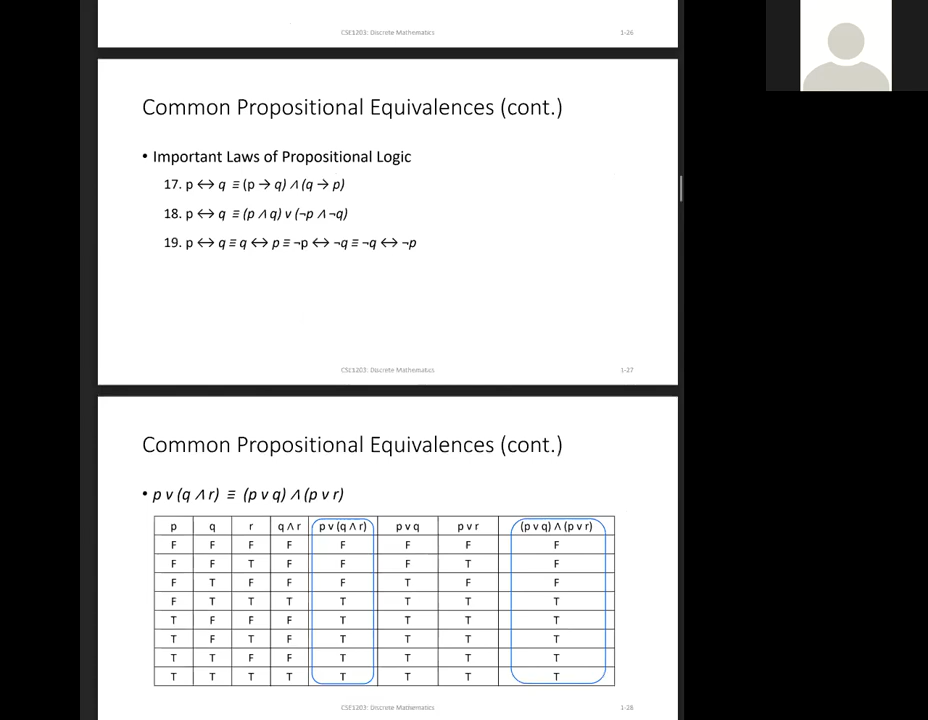 CSE1203: Discrete Mathematics 1-26
Common Propositional Equivalences (cont.)
• Important Laws of Propositional Logic
17. p ↔ q ≡ (p → q) ∧ (q → p)
18. p ↔ q ≡ (p ∧ q) v (¬p ∧ ¬q)
19. p ↔ q ≡ q ↔ p ≡ ¬p ↔ ¬q ≡ ¬q ↔ ¬p
CSE1203: Discrete Mathematics 1-27
Common Propositional Equivalences (cont.)
• p v (q ∧ r) ≡ (p v q) ∧ (p v r)
p q r q ∧ r p v (q ∧ r) p v q p v r (p v q) ∧ (p v r)
F F F F F F F F
F F T F F F T F
F T F F F T F F
F T T T T T T T
T F F F T T T T
T F T F T T T T
T T F F T T T T
T T T T T T T T
CSE1203: Discrete Mathematics 1-28